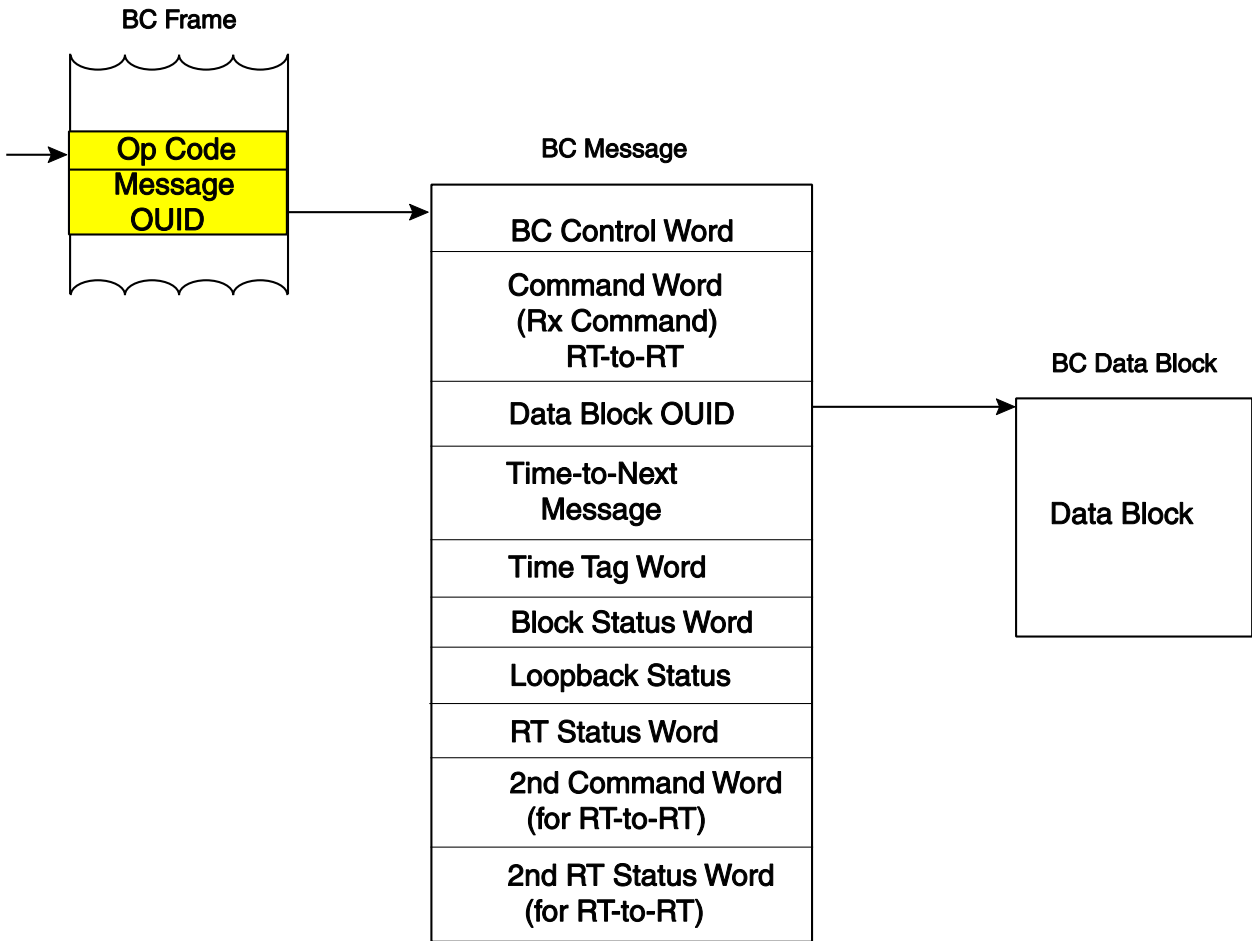 BC Frame
Op Code
Message
OUID
BC Message
BC Control Word
Command Word
(Rx Command)
RT-to-RT
Data Block OUID
Time-to-Next
Message
Time Tag Word
Block Status Word
Loopback Status
RT Status Word
2nd Command Word
(for RT-to-RT)
2nd RT Status Word
(for RT-to-RT)
BC Data Block
Data Block